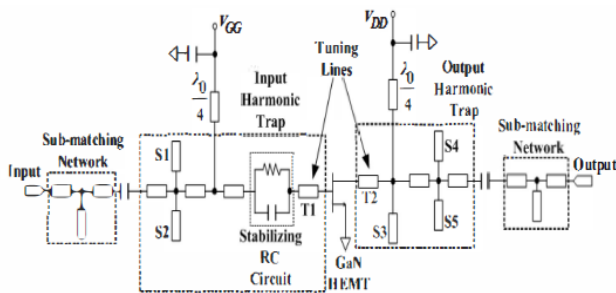 V_GG
V_DD
Tuning
Lines
λ0
4
Input
Harmonic
Trap
λ0
4
Output
Harmonic
Trap
Sub-matching
Network
Sub-matching
Network
Input
S1
S4
Output
T1
T2
S2
S3
S5
Stabilizing
RC
Circuit
GaN
HEMT